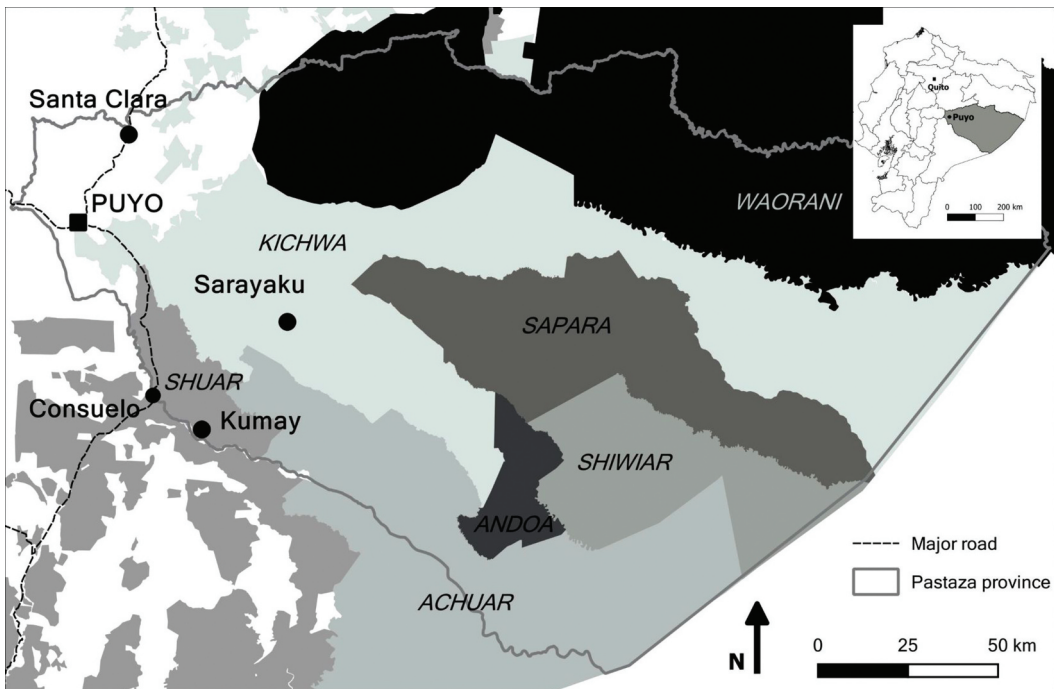 Santa Clara
PUYO
KICHWA
Sarayaku
WAORANI
SAPARA
SHUAR
Consuelo
Kumay
SHIWIAR
ANDOA
ACHUAR
Quito
Puyo
0 100 200 km
Major road
Pastaza province
N
0 25 50 km